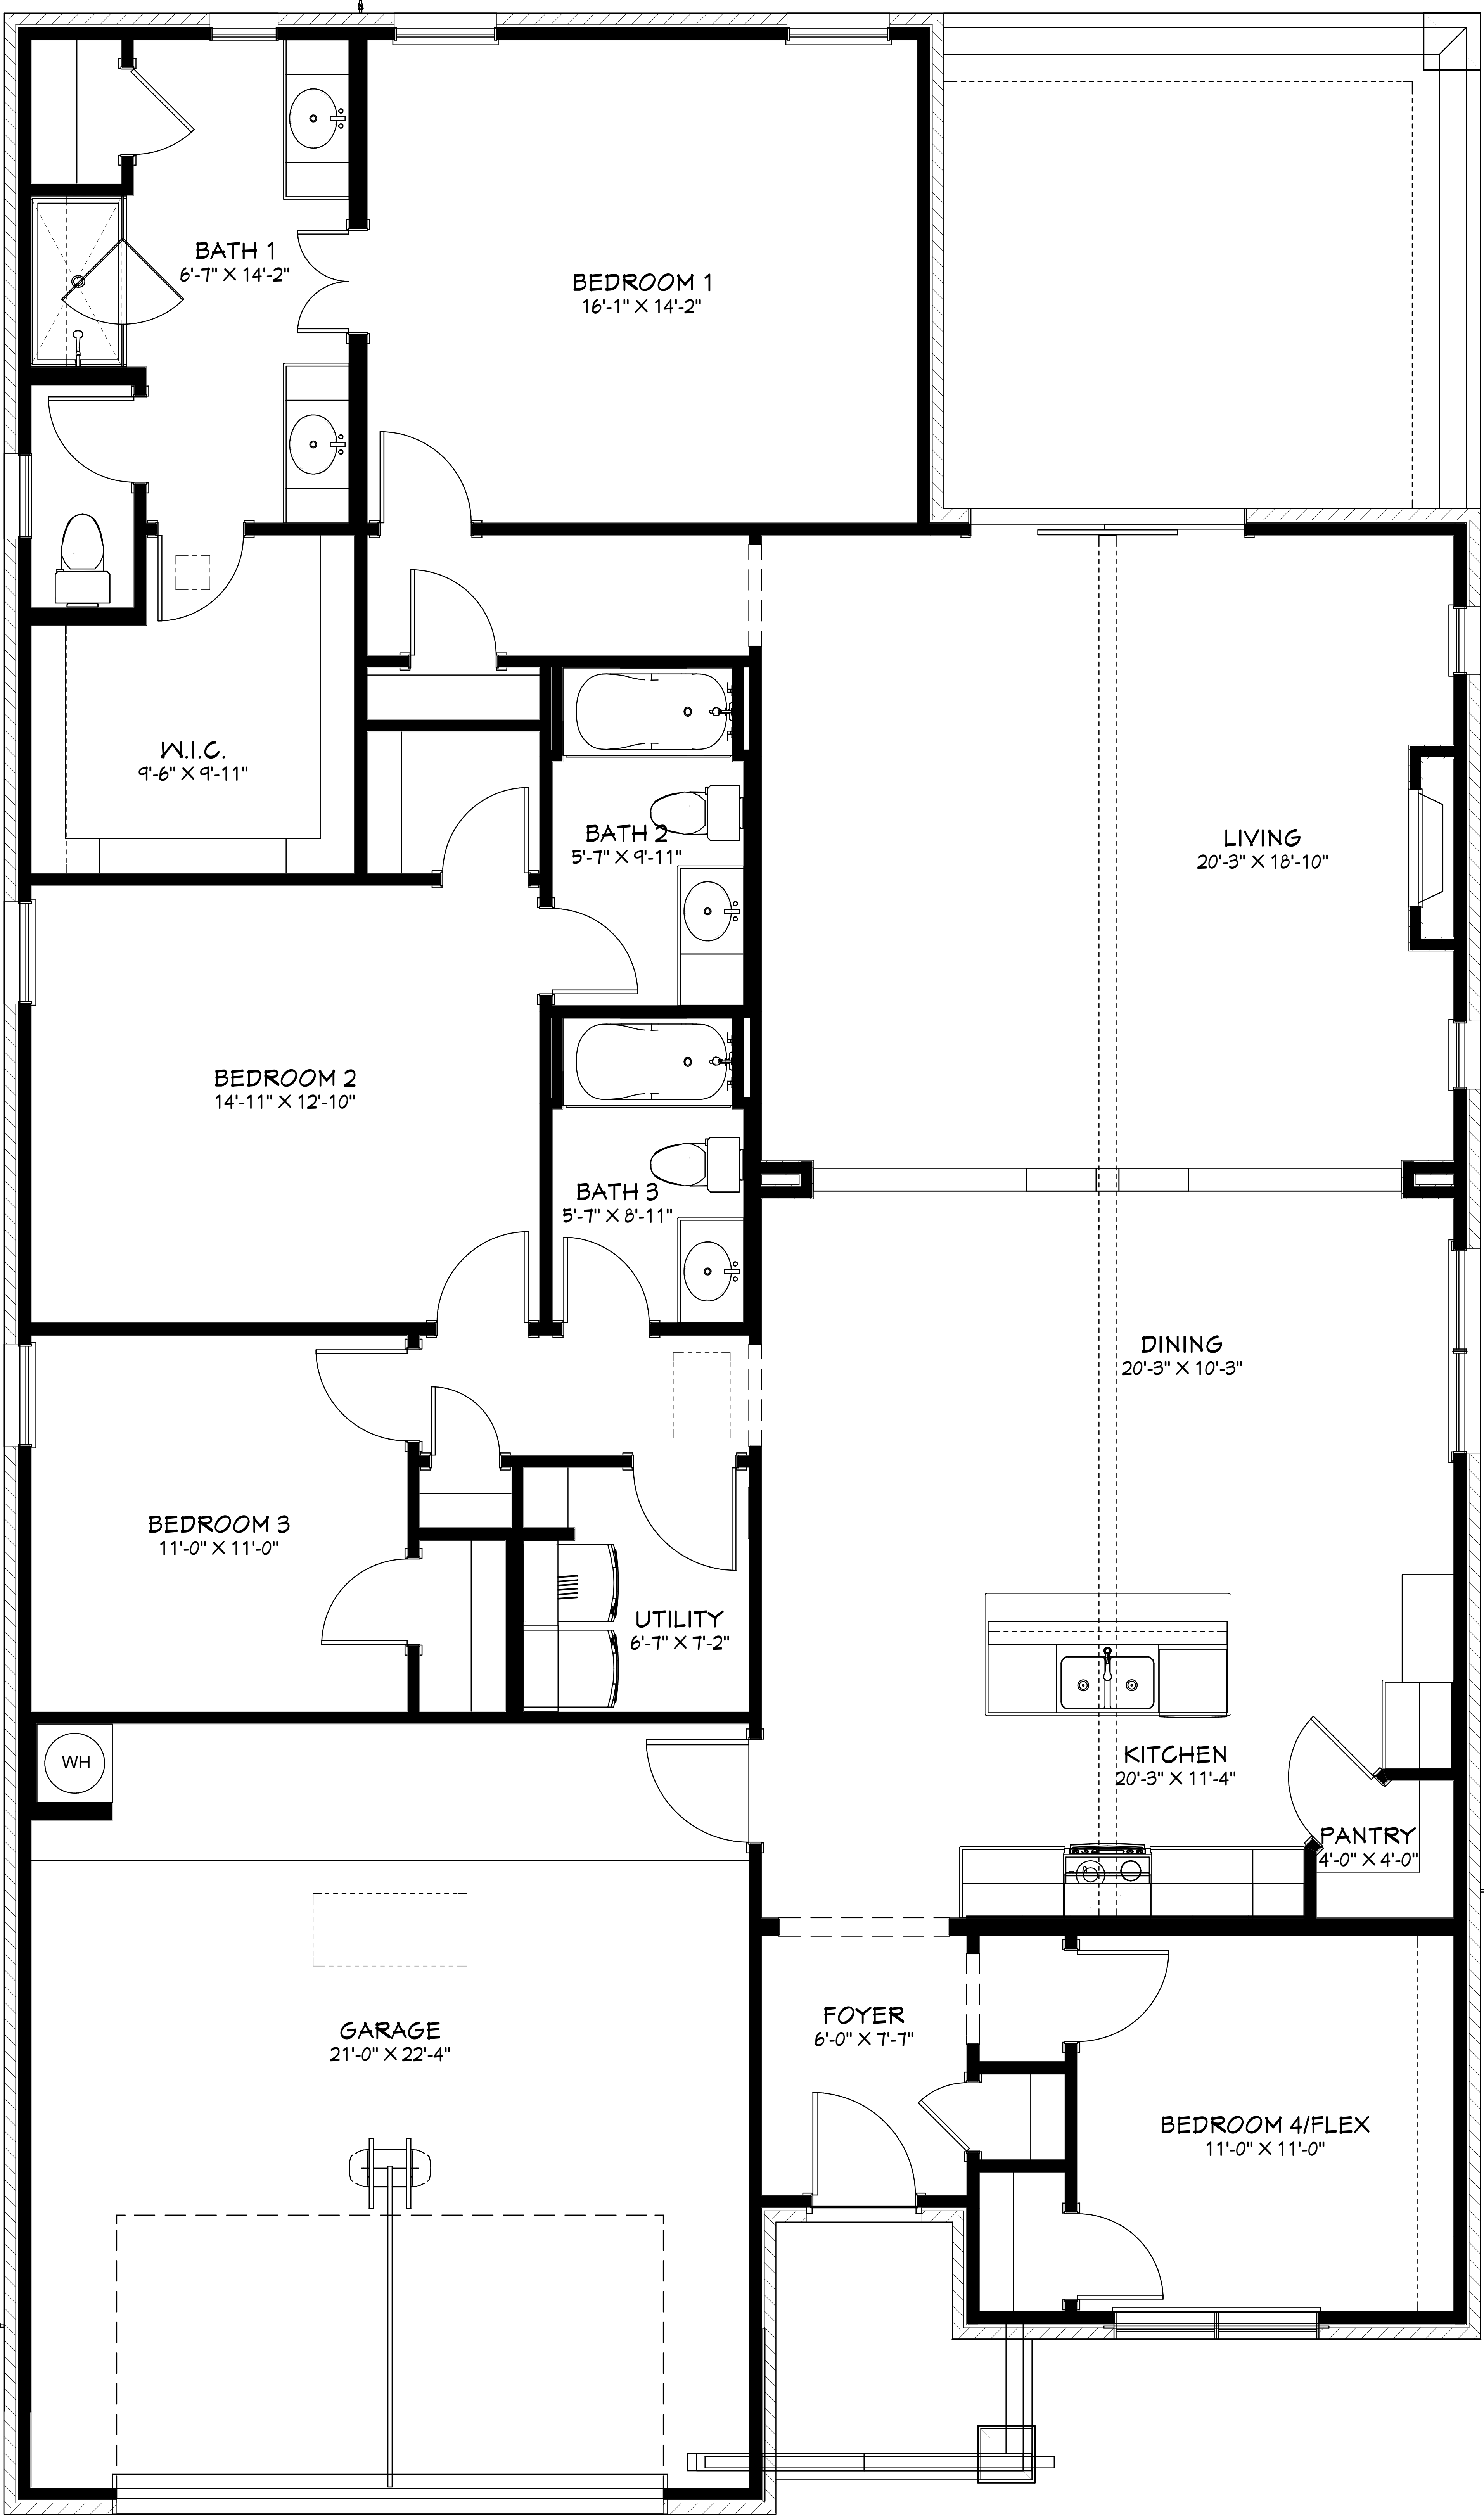 BATH 1
6'-7" X 14'-2"
BEDROOM 1
16'-1" X 14'-2"
W.I.C.
9'-6" X 9'-11"
BATH 2
5'-7" X 9'-11"
LIVING
20'-3" X 18'-10"
BEDROOM 2
14'-11" X 12'-10"
BATH 3
5'-7" X 8'-11"
DINING
20'-3" X 10'-3"
BEDROOM 3
11'-0" X 11'-0"
UTILITY
6'-7" X 7'-2"
WH
KITCHEN
20'-3" X 11'-4"
PANTRY
4'-0" X 4'-0"
FOYER
6'-0" X 7'-7"
GARAGE
21'-0" X 22'-4"
BEDROOM 4/FLEX
11'-0" X 11'-0"